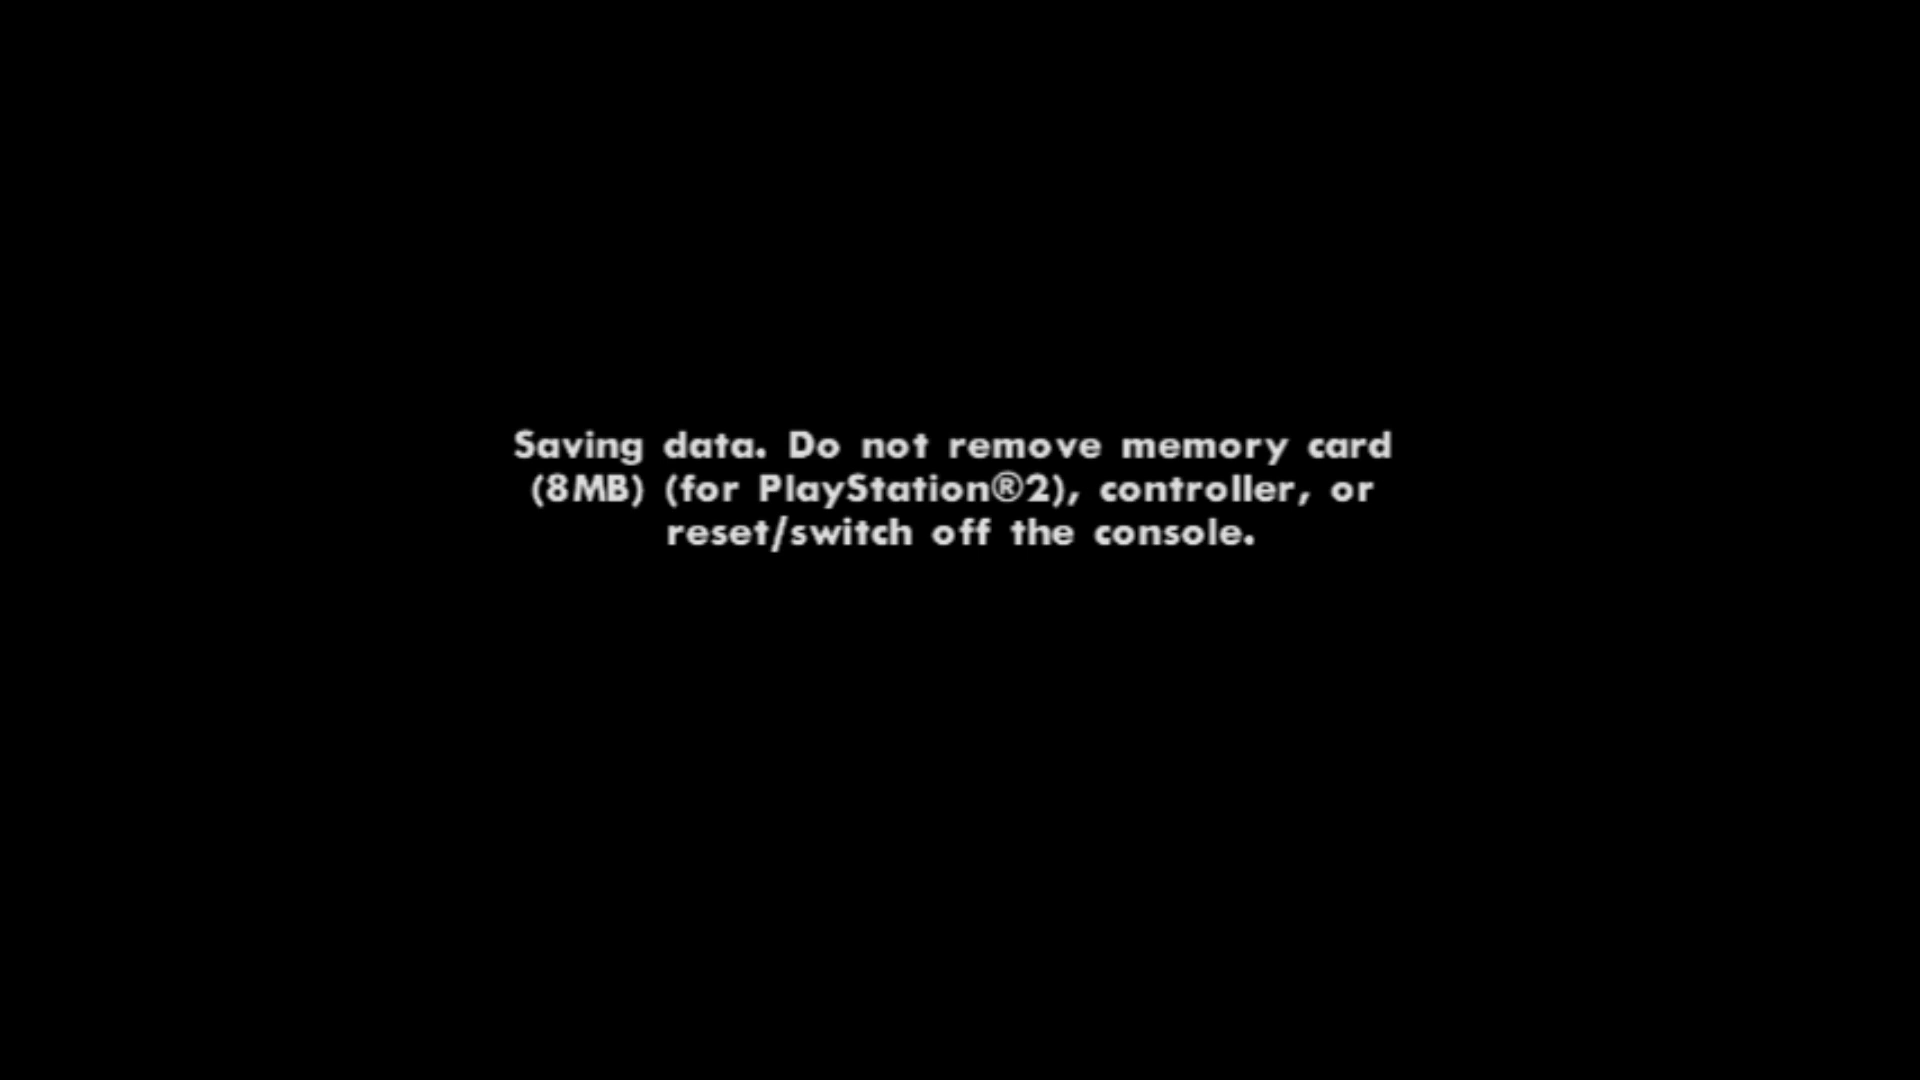 Saving data. Do not remove memory card
(8MB) (for PlayStation®2), controller, or
reset/switch off the console.